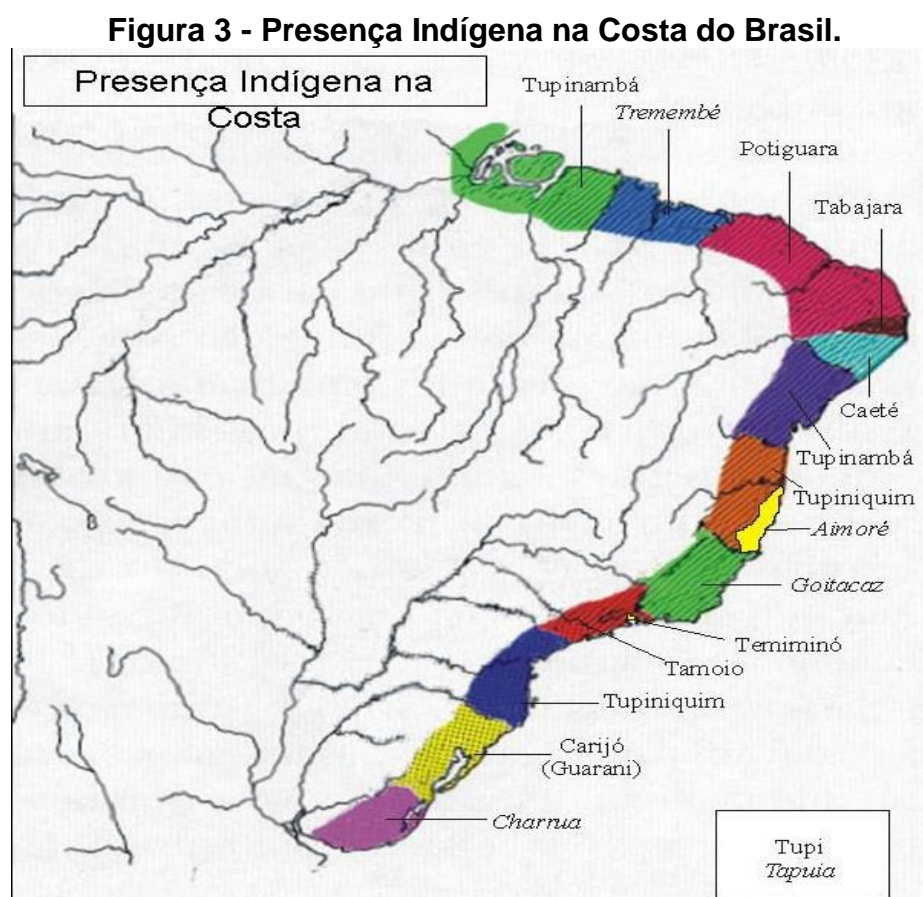 Figura 3 - Presença Indígena na Costa do Brasil.
Presença Indígena na
Costa
Tupinambá
Tremembé
Potiguara
Tabajara
Caeté
Tupinambá
Tupiniquim
Aimoré
Goitacaz
Temiminó
Tamoio
Tupiniquim
Carijó
(Guarani)
Charrua
Tupi
Tapuia